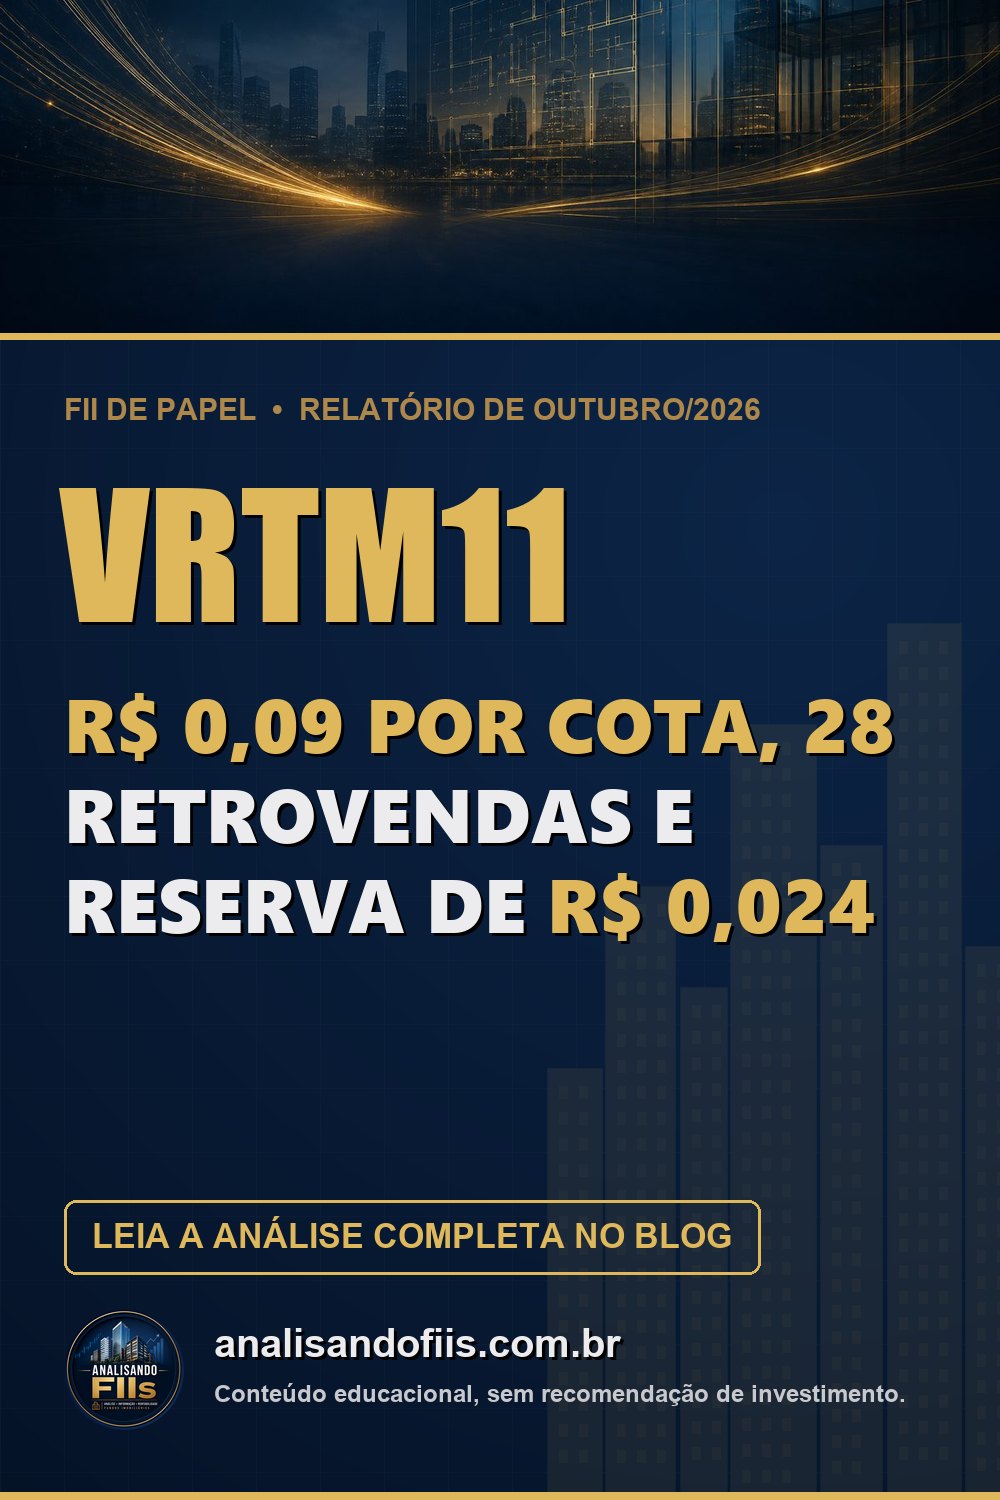 FII DE PAPEL • RELATÓRIO DE OUTUBRO/2026
VRTM11
R$ 0,09 POR COTA, 28
RETROVENDAS E
RESERVA DE R$ 0,024
LEIA A ANÁLISE COMPLETA NO BLOG
ANALISANDO
FIIs
analisandofiis.com.br
Conteúdo educacional, sem recomendação de investimento.